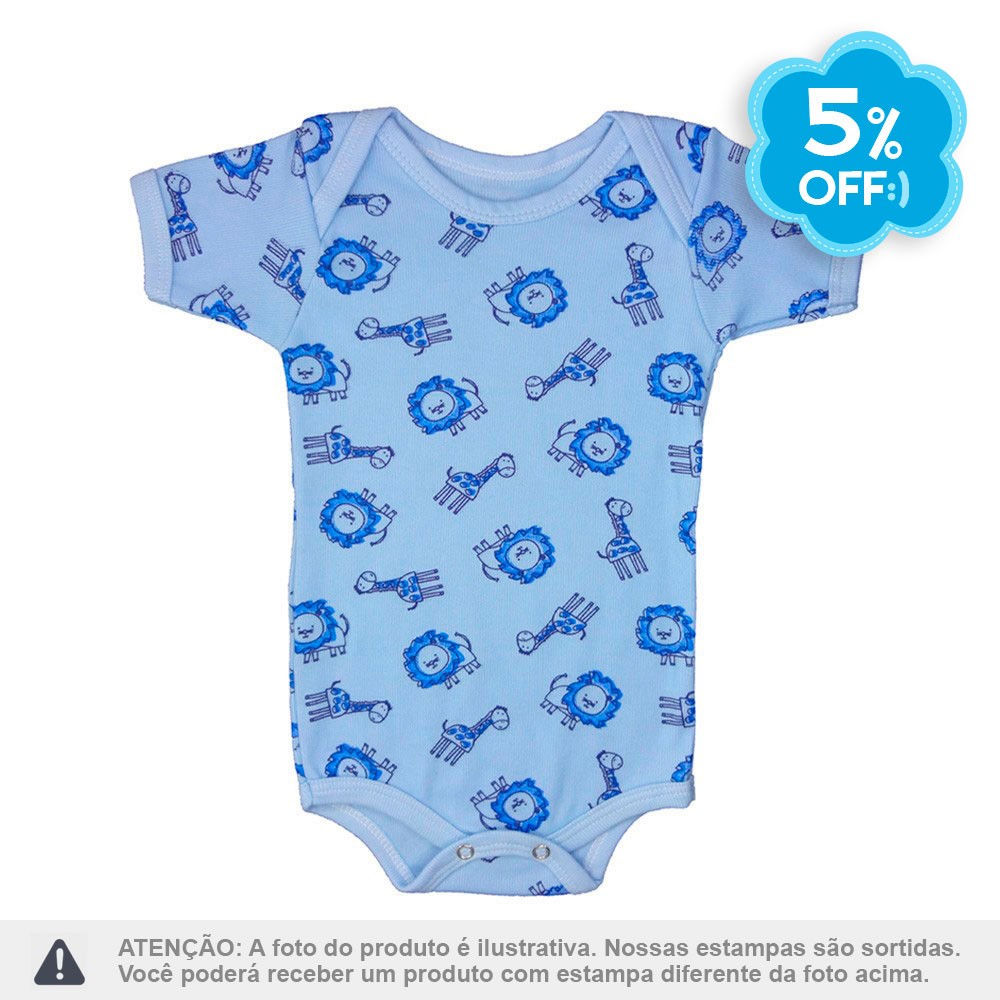 5%
OFF:)
ATENÇÃO: A foto do produto é ilustrativa. Nossas estampas são sortidas.
Você poderá receber um produto com estampa diferente da foto acima.